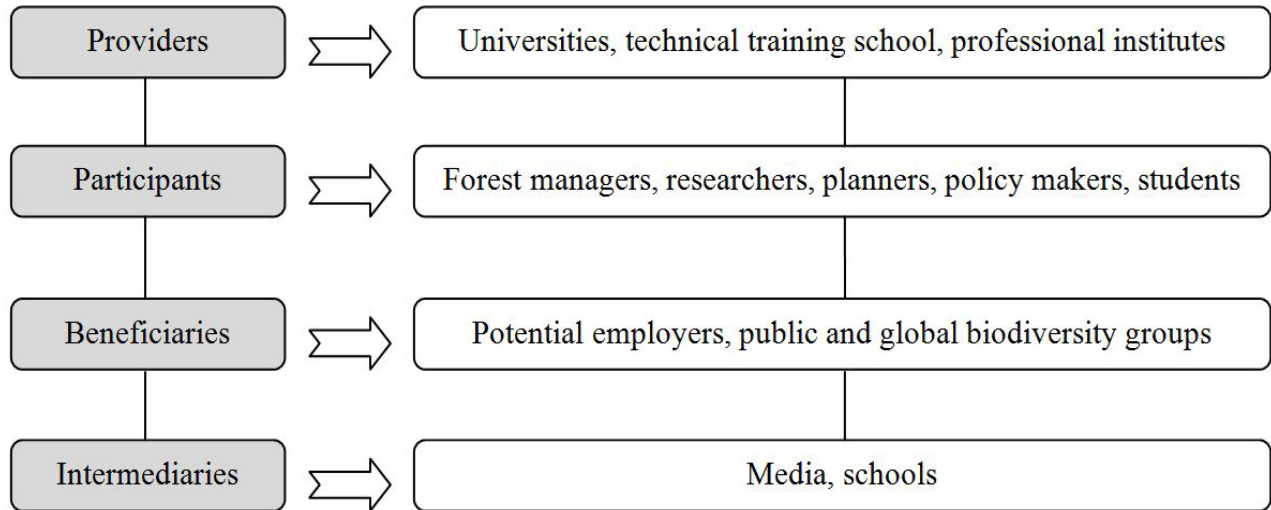 Providers
Universities, technical training school, professional institutes
Participants
Forest managers, researchers, planners, policy makers, students
Beneficiaries
Potential employers, public and global biodiversity groups
Intermediaries
Media, schools